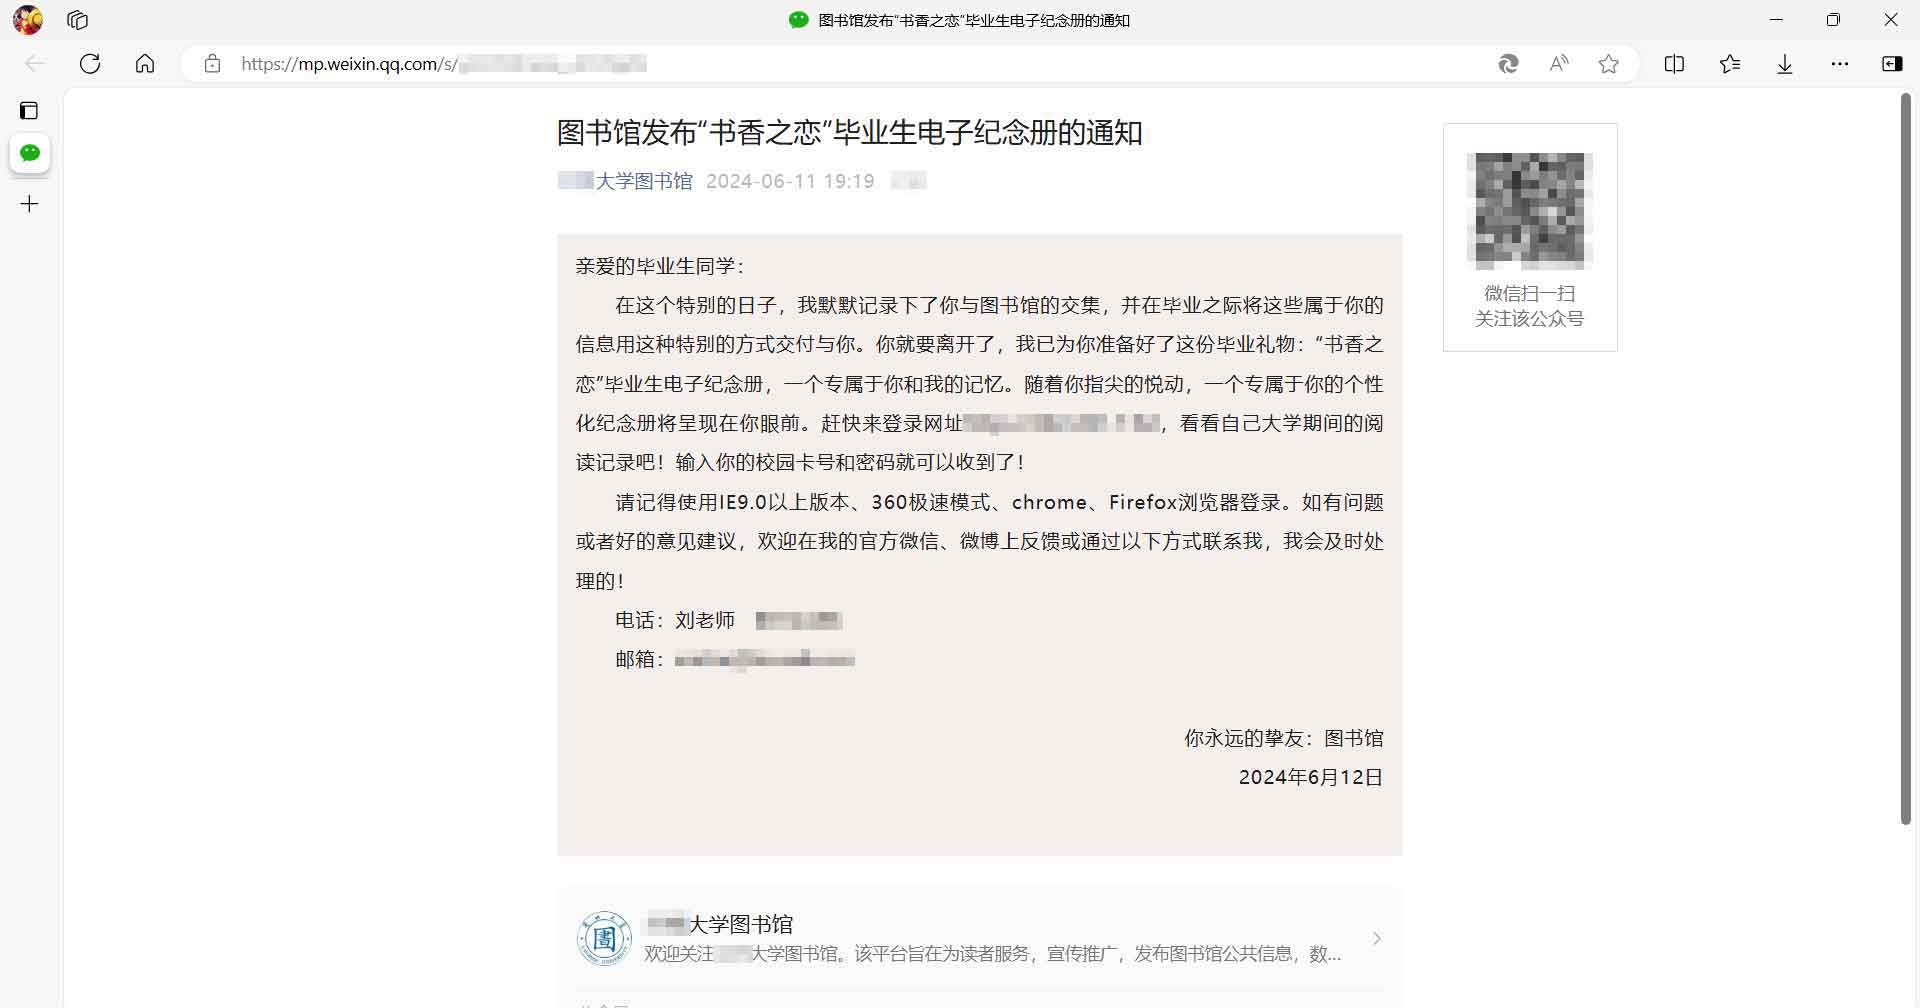 图书馆发布“书香之恋”毕业生电子纪念册的通知
https://mp.weixin.qq.com/s/
图书馆发布“书香之恋”毕业生电子纪念册的通知
大学图书馆 2024-06-11 19:19
亲爱的毕业生同学：
在这个特别的日子，我默默记录下了你与图书馆的交集，并在毕业之际将这些属于你的
信息用这种特别的方式交付与你。你就要离开了，我已为你准备好了这份毕业礼物：“书香之
恋”毕业生电子纪念册，一个专属于你和我的记忆。随着你指尖的悦动，一个专属于你的个性
化纪念册将呈现在你眼前。赶快来登录网址，看看自己大学期间的阅
读记录吧！输入你的校园卡号和密码就可以收到了！
请记得使用IE9.0以上版本、360极速模式、chrome、Firefox浏览器登录。如有问题
或者好的意见建议，欢迎在我的官方微信、微博上反馈或通过以下方式联系我，我会及时处
理的！
电话：刘老师
邮箱：
你永远的挚友：图书馆
2024年6月12日
微信扫一扫
关注该公众号
大学图书馆
欢迎关注大学图书馆。该平台旨在为读者服务，宣传推广，发布图书馆公共信息，数...